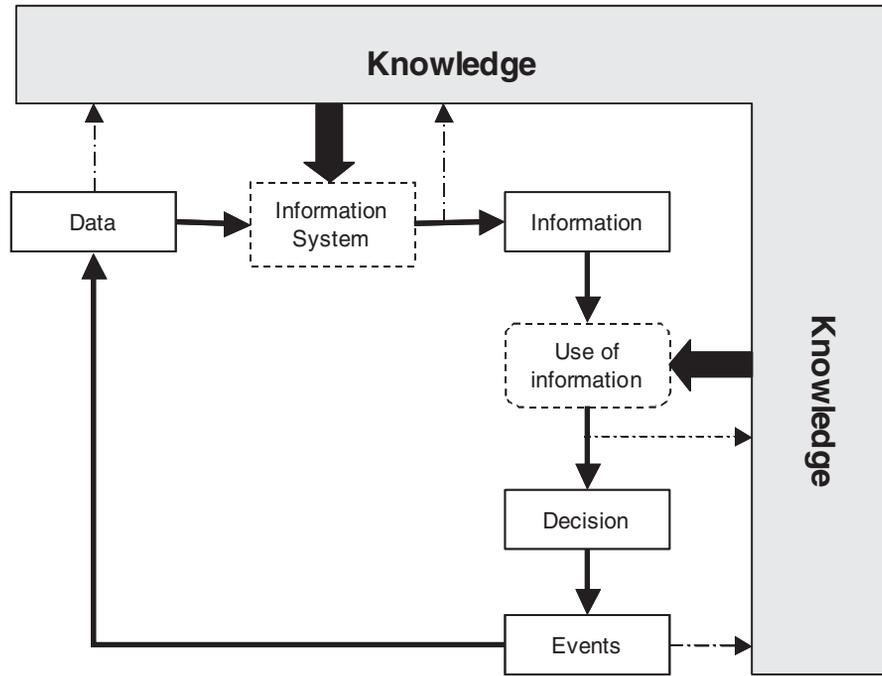 Knowledge
Data
Information
System
Information
Use of
information
Knowledge
Decision
Events